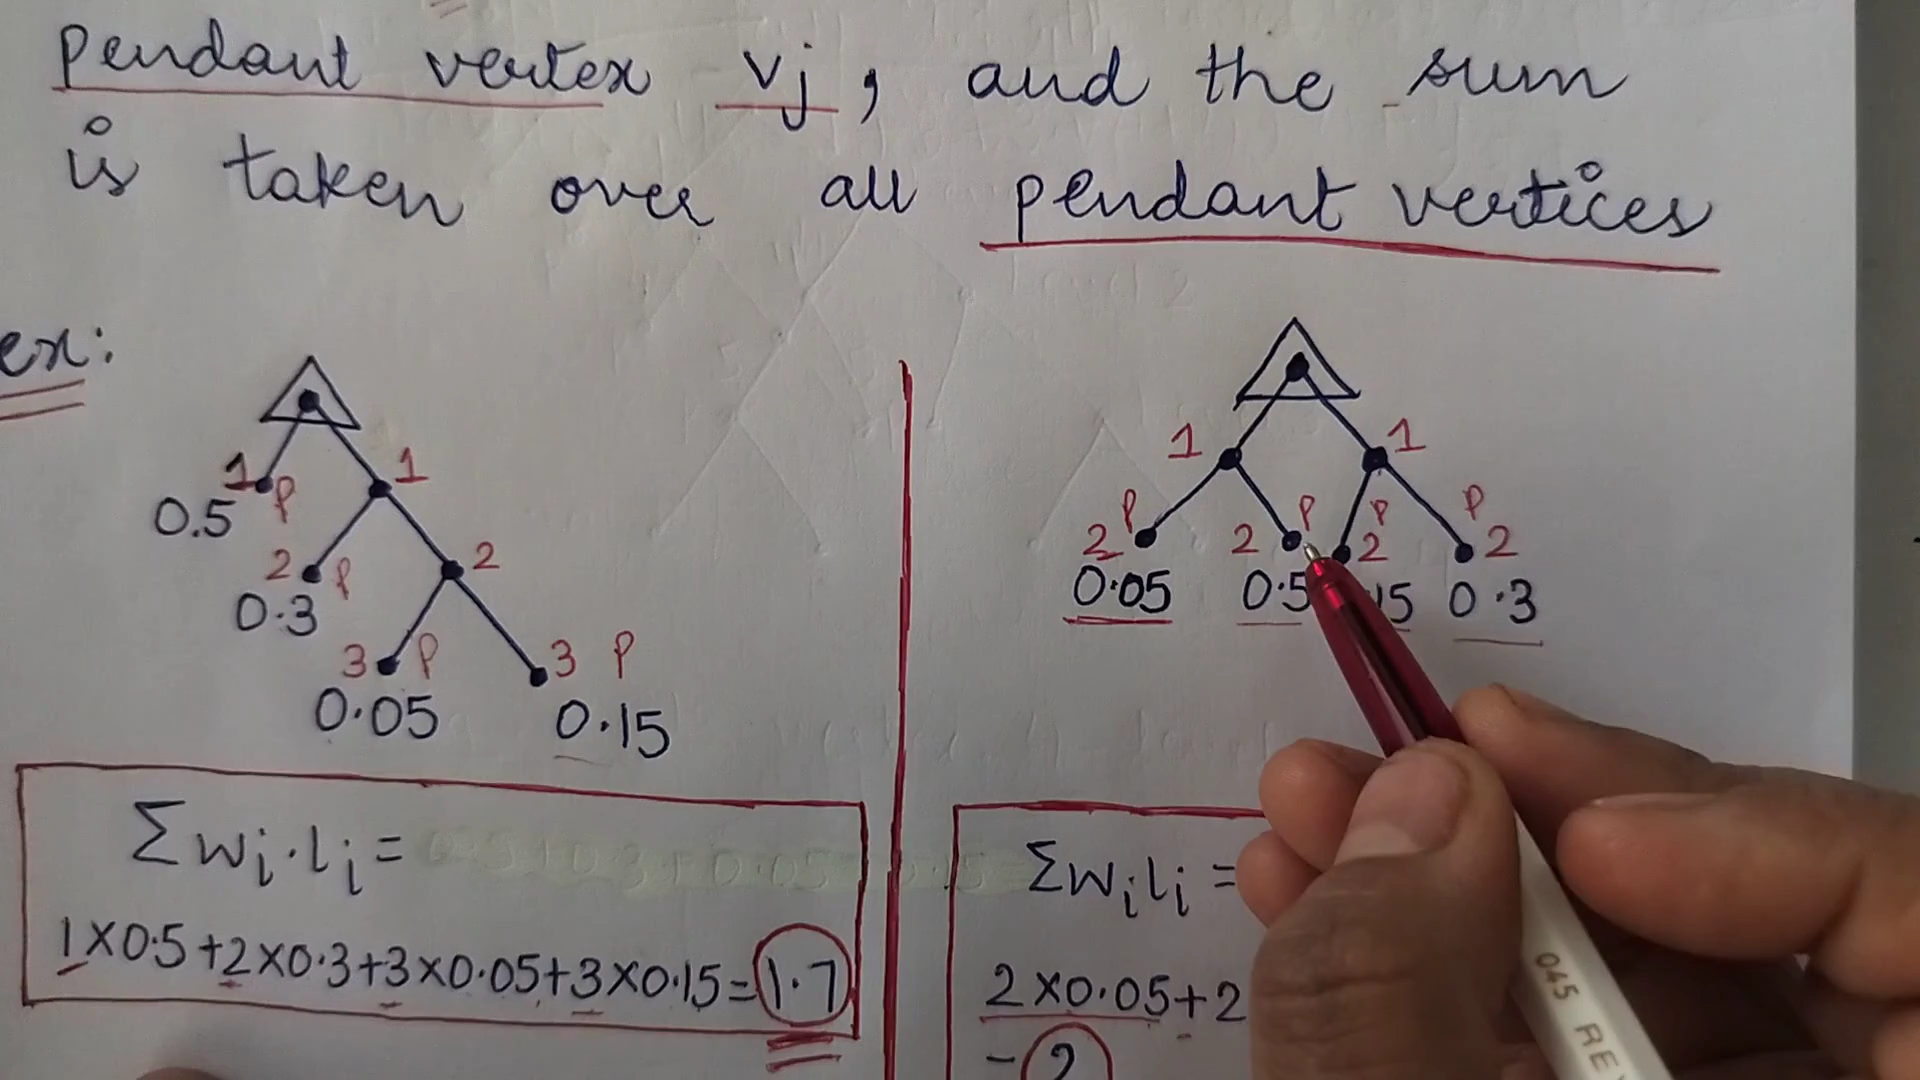 pendant vertex vj, and the sum
is taken over all pendant vertices
ex:
1 P 1
0.5
2 P 2
0.3
3 P 3 P
0.05 0.15
Σwi.li =
1×0.5+2×0.3+3×0.05+3×0.15=1.7
1 1
2 P 2 P P 2 P 2
0.05 0.5 15 0.3
Σwili =
2×0.05+2
045 RE